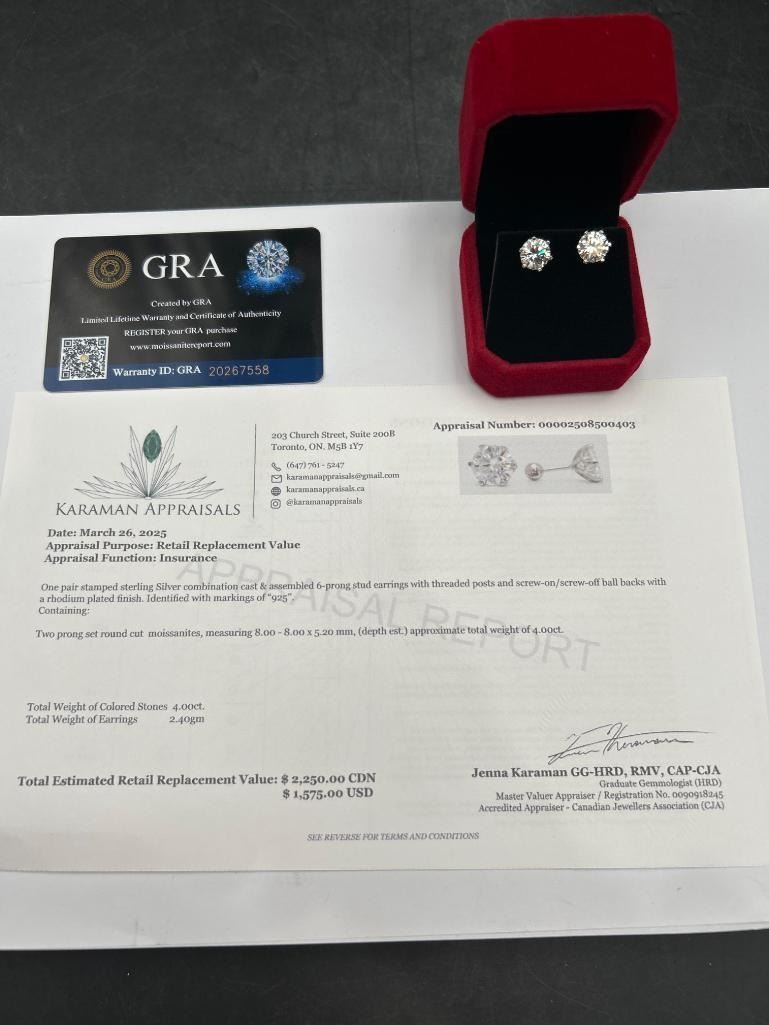 GRA
Created by GRA
Limited Lifetime Warranty and Certificate of Authenticity
REGISTER your GRA purchase
www.moissanitereport.com
Warranty ID: GRA 20267558
KARAMAN APPRAISALS
203 Church Street, Suite 200B
Toronto, ON. M5B 1Y7
(647) 761 - 5247
karamanappraisals@gmail.com
karamanappraisals.ca
@karamanappraisals
Appraisal Number: 00002508500403
Date: March 26, 2025
Appraisal Purpose: Retail Replacement Value
Appraisal Function: Insurance
APPRAISAL REPORT
One pair stamped sterling Silver combination cast & assembled 6-prong stud earrings with threaded posts and screw-on/screw-off ball backs with
a rhodium plated finish. Identified with markings of "925".
Containing:
Two prong set round cut moissanites, measuring 8.00 - 8.00 x 5.20 mm, (depth est.) approximate total weight of 4.00ct.
Total Weight of Colored Stones 4.00ct.
Total Weight of Earrings 2.40gm
Total Estimated Retail Replacement Value: $ 2,250.00 CDN
$ 1,575.00 USD
Jenna Karaman GG-HRD, RMV, CAP-CJA
Graduate Gemmologist (HRD)
Master Valuer Appraiser / Registration No. 0090918245
Accredited Appraiser - Canadian Jewellers Association (CJA)
SEE REVERSE FOR TERMS AND CONDITIONS